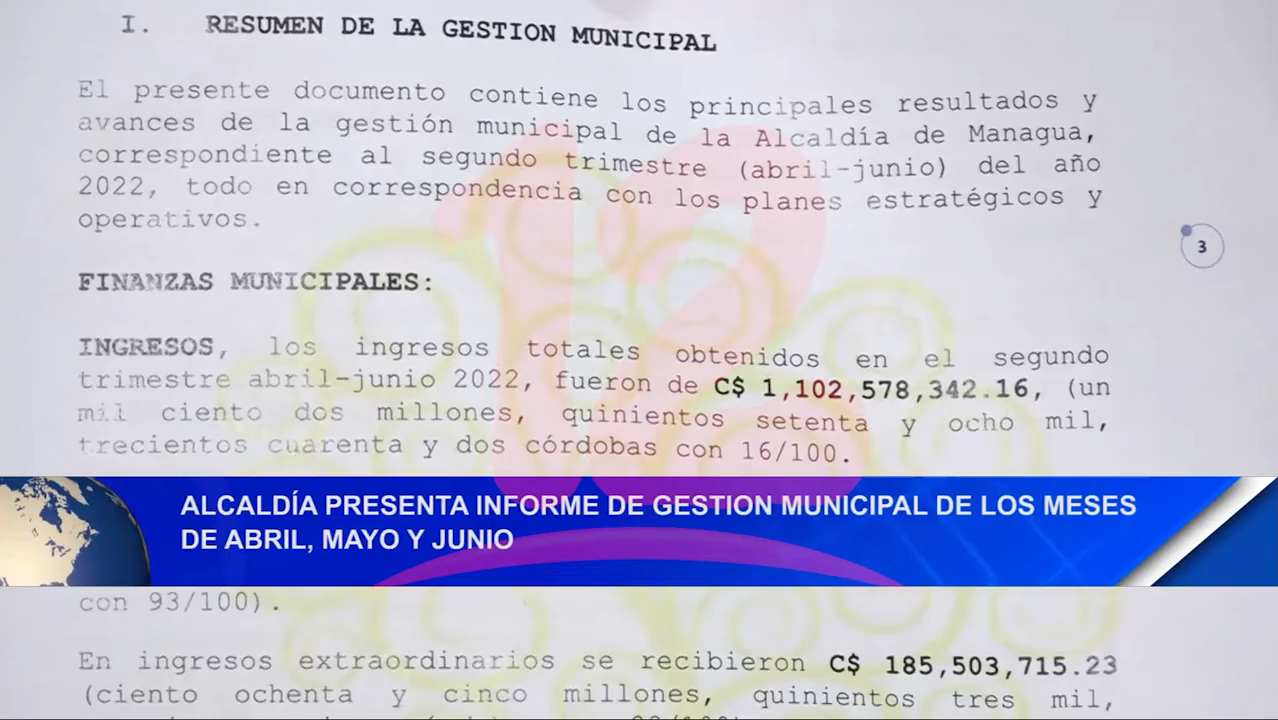 I. RESUMEN DE LA GESTION MUNICIPAL
El presente documento contiene los principales resultados y
avances de la gestión municipal de la Alcaldía de Managua,
correspondiente al segundo trimestre (abril-junio) del año
2022, todo en correspondencia con los planes estratégicos y
operativos.
3
FINANZAS MUNICIPALES:
INGRESOS, los ingresos totales obtenidos en el segundo
trimestre abril-junio 2022, fueron de C$ 1,102,578,342.16, (un
mil ciento dos millones, quinientos setenta y ocho mil,
trecientos cuarenta y dos córdobas con 16/100.
ALCALDÍA PRESENTA INFORME DE GESTION MUNICIPAL DE LOS MESES
DE ABRIL, MAYO Y JUNIO
con 93/100).
En ingresos extraordinarios se recibieron C$ 185,503,715.23
(ciento ochenta y cinco millones, quinientos tres mil,